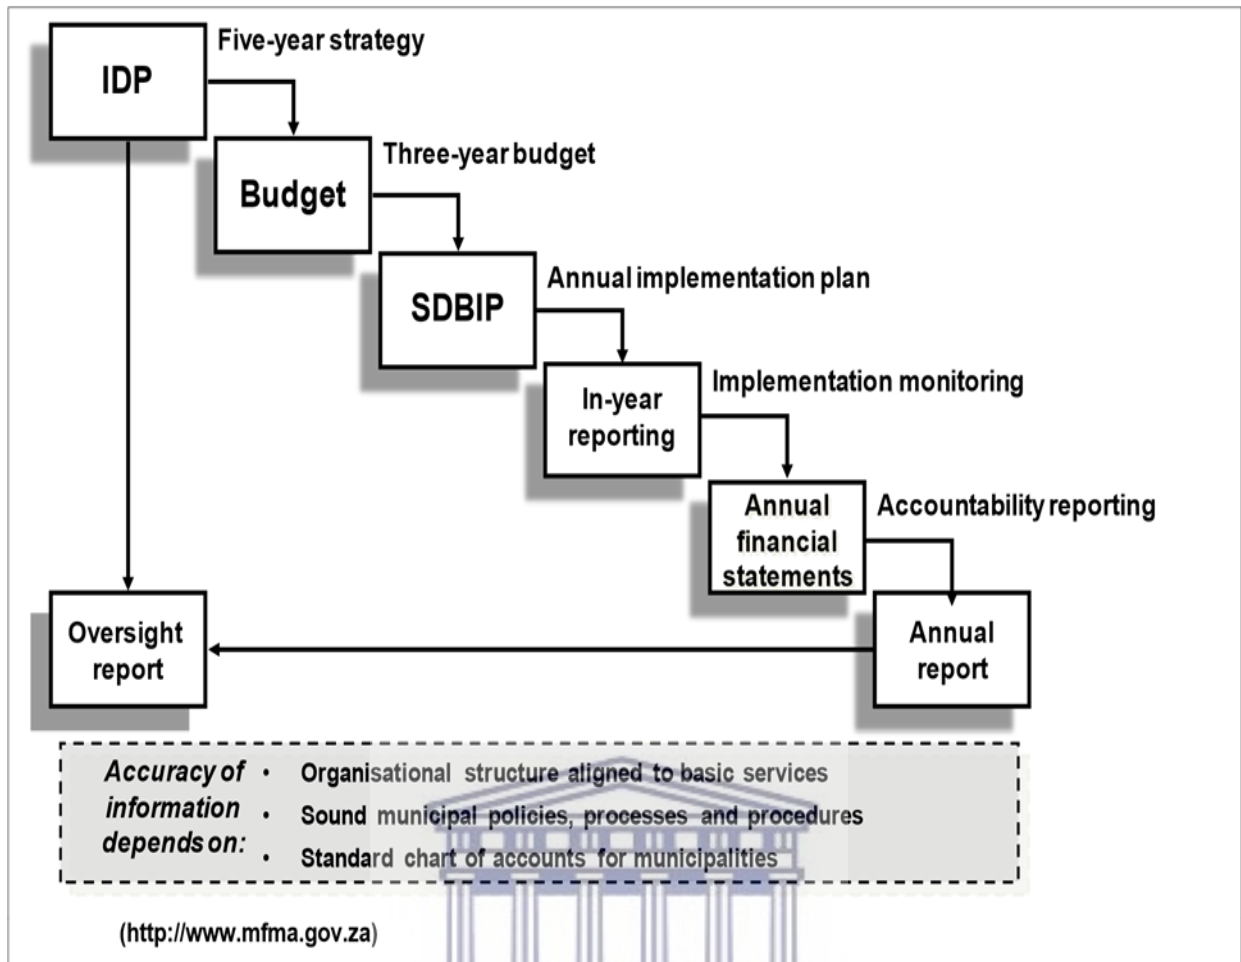 Five-year strategy
IDP
Three-year budget
Budget
Annual implementation plan
SDBIP
Implementation monitoring
In-year
reporting
Accountability reporting
Annual
financial
statements
Oversight
report
Annual
report
Accuracy of
information
depends on:
• Organisational structure aligned to basic services
• Sound municipal policies, processes and procedures
• Standard chart of accounts for municipalities
(http://www.mfma.gov.za)